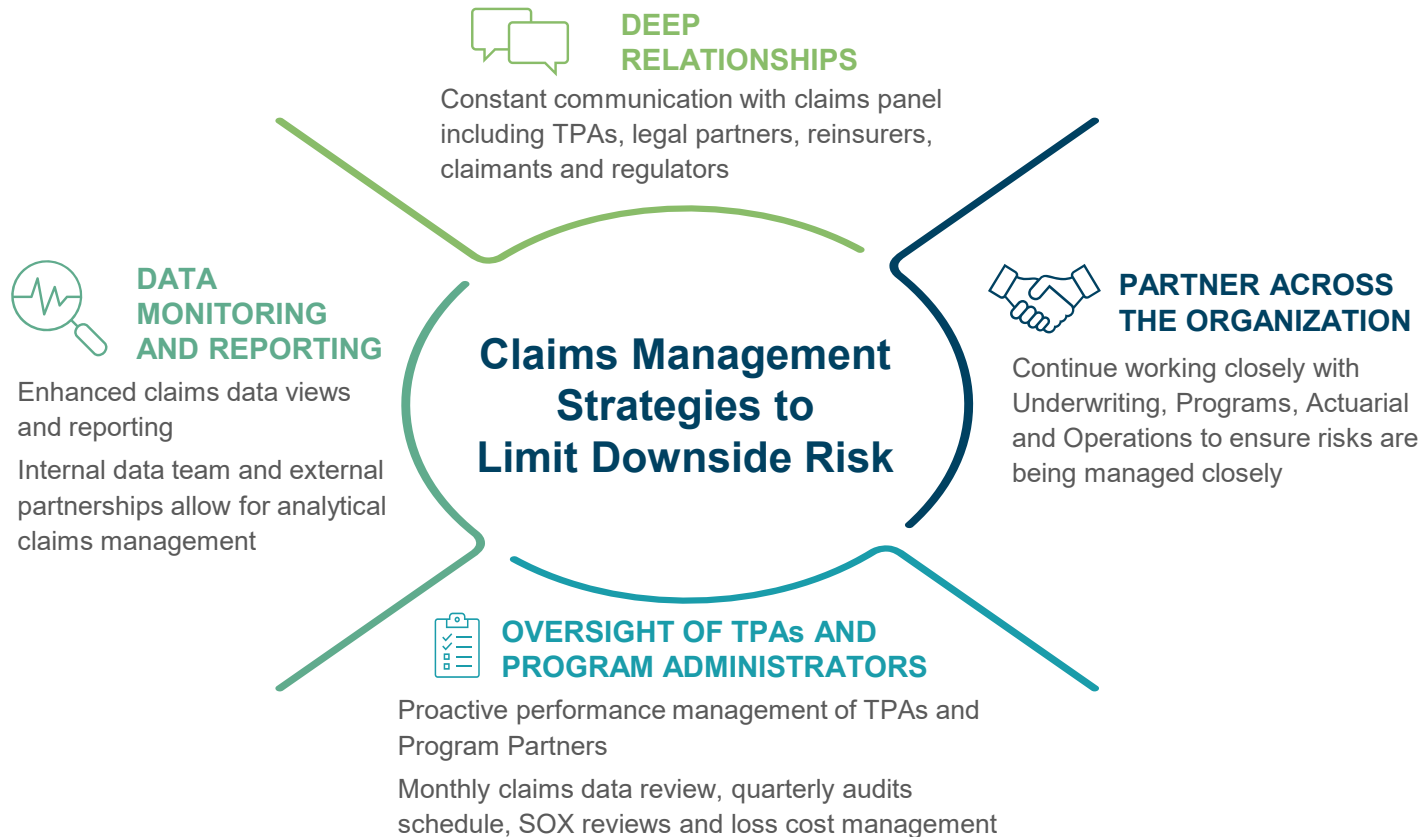 DEEP
RELATIONSHIPS
Constant communication with claims panel
including TPAs, legal partners, reinsurers,
claimants and regulators
DATA
MONITORING
AND REPORTING
Enhanced claims data views
and reporting
Internal data team and external
partnerships allow for analytical
claims management
Claims Management
Strategies to
Limit Downside Risk
PARTNER ACROSS
THE ORGANIZATION
Continue working closely with
Underwriting, Programs, Actuarial
and Operations to ensure risks are
being managed closely
OVERSIGHT OF TPAs AND
PROGRAM ADMINISTRATORS
Proactive performance management of TPAs and
Program Partners
Monthly claims data review, quarterly audits
schedule, SOX reviews and loss cost management